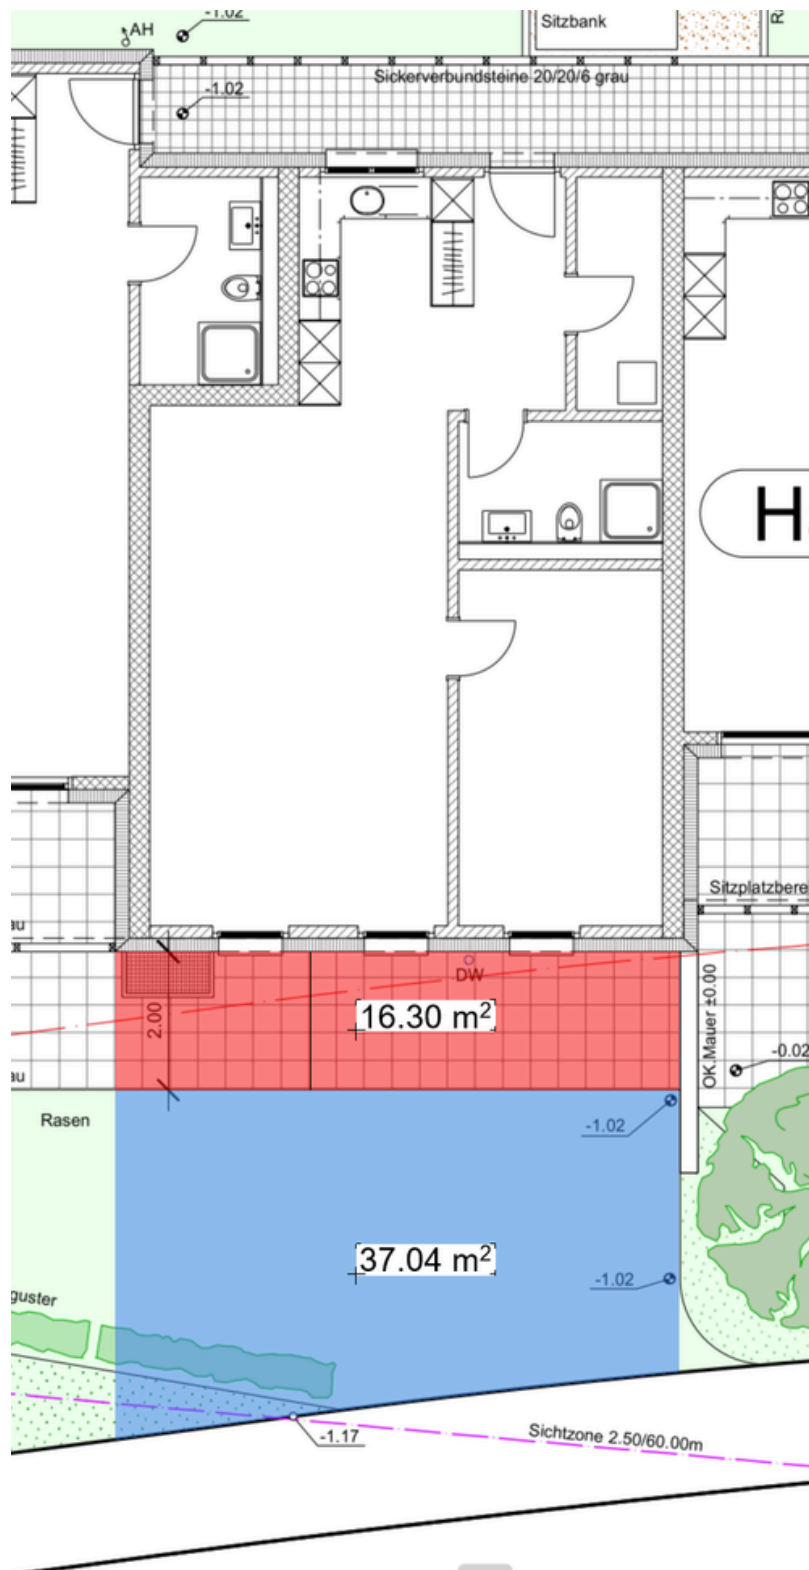 AH
-1.02
Sitzbank
Sickerverbundsteine 20/20/6 grau
-1.02
H
Sitzplatzbere
au
DW
2.00
16.30 m²
OK.Mauer ±0.00
-0.02
au
Rasen
-1.02
37.04 m²
-1.02
guster
-1.17
Sichtzone 2.50/60.00m